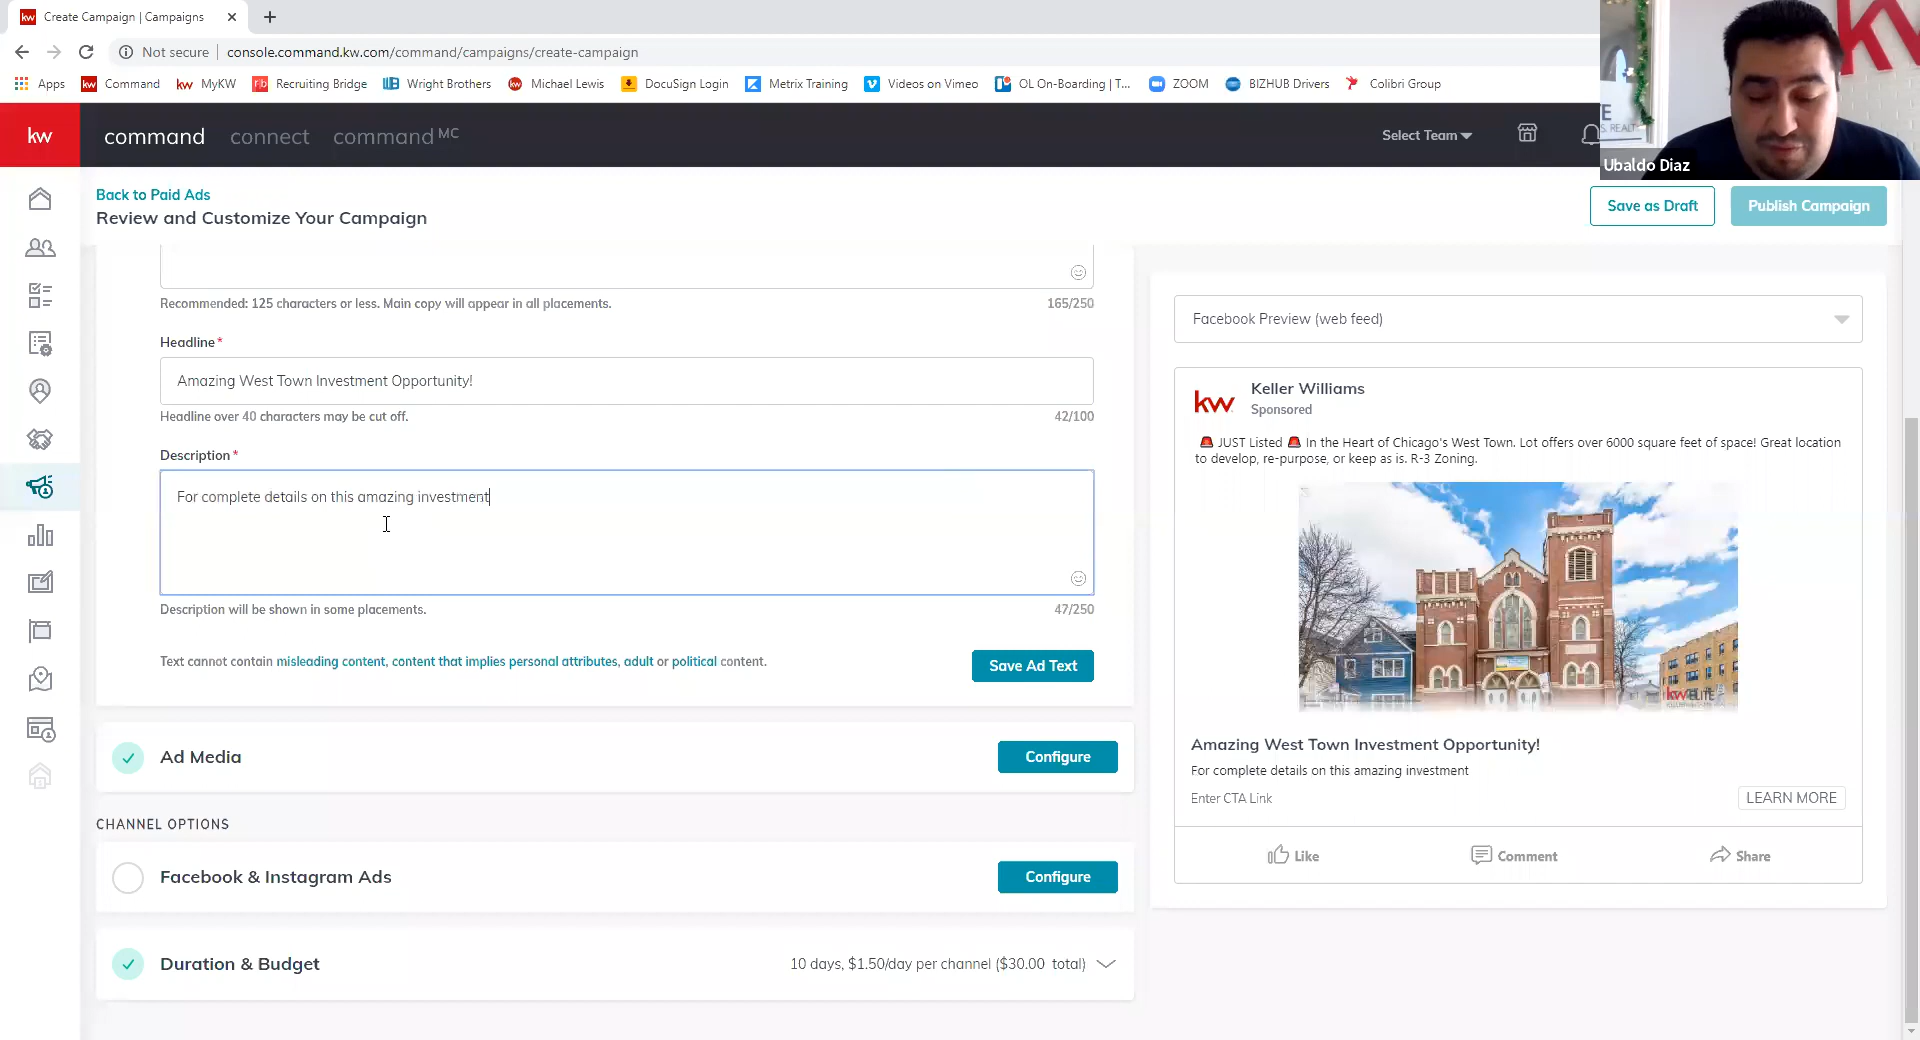 kw Create Campaign | Campaigns
Not secure console.command.kw.com/command/campaigns/create-campaign
Apps Command MyKW Recruiting Bridge Wright Brothers Michael Lewis DocuSign Login Metrix Training Videos on Vimeo OL On-Boarding | T... ZOOM BIZHUB Drivers Colibri Group
kw command connect command MC Select Team
Ubaldo Diaz
Back to Paid Ads
Review and Customize Your Campaign
Save as Draft Publish Campaign
Recommended: 125 characters or less. Main copy will appear in all placements. 165/250
Headline*
Amazing West Town Investment Opportunity!
Headline over 40 characters may be cut off. 42/100
Description*
For complete details on this amazing investment
Description will be shown in some placements. 47/250
Text cannot contain misleading content, content that implies personal attributes, adult or political content.
Save Ad Text
Ad Media Configure
CHANNEL OPTIONS
Facebook & Instagram Ads Configure
Duration & Budget 10 days, $1.50/day per channel ($30.00 total)
Facebook Preview (web feed)
kw Keller Williams
Sponsored
🚨 JUST Listed 🚨 In the Heart of Chicago's West Town. Lot offers over 6000 square feet of space! Great location
to develop, re-purpose, or keep as is. R-3 Zoning.
kw ELITE
Amazing West Town Investment Opportunity!
For complete details on this amazing investment
Enter CTA Link LEARN MORE
Like Comment Share